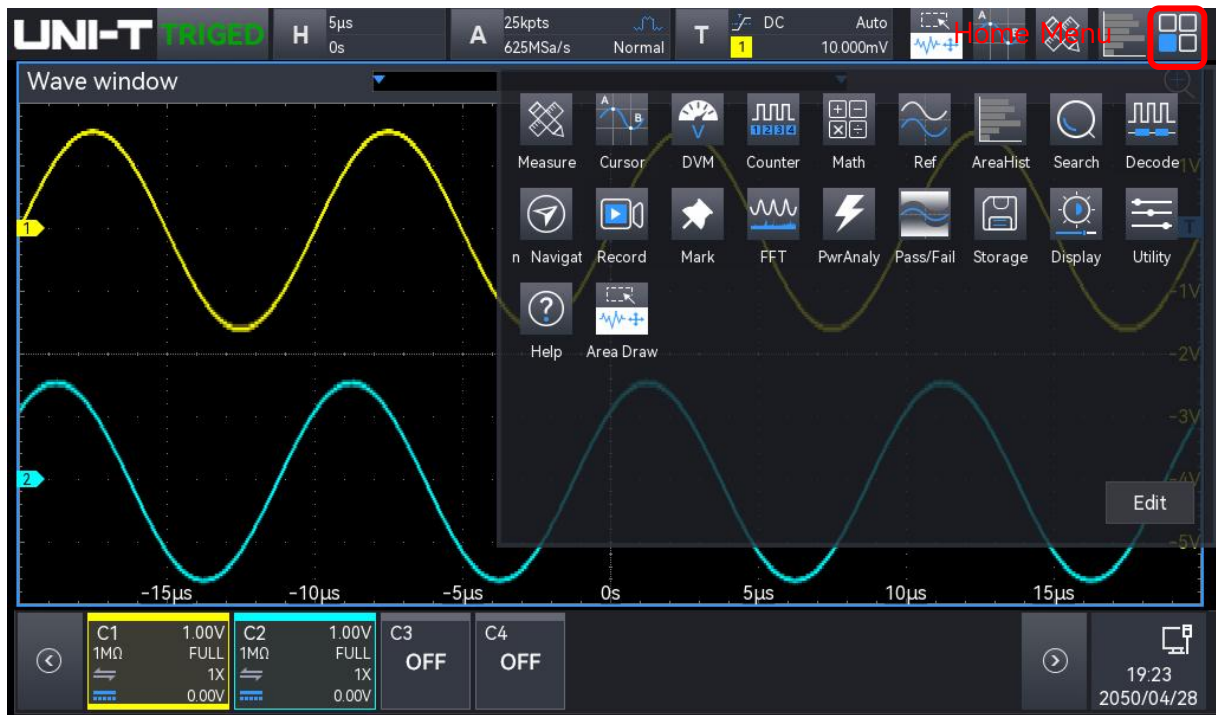 UNI-T TRIGED H 5µs 0s A 25kpts 625MSa/s Normal T DC Auto 1 10.000mV Home Menu
Wave window
Measure Cursor DVM Counter Math Ref AreaHist Search Decode
n Navigat Record Mark FFT PwrAnaly Pass/Fail Storage Display Utility
Help Area Draw
1V
T
-1V
-2V
-3V
-4V
-5V
1
2
Edit
-15µs -10µs -5µs 0s 5µs 10µs 15µs
C1 1.00V C2 1.00V C3 C4
1MΩ FULL 1MΩ FULL OFF OFF
1X 1X
0.00V 0.00V
19:23
2050/04/28